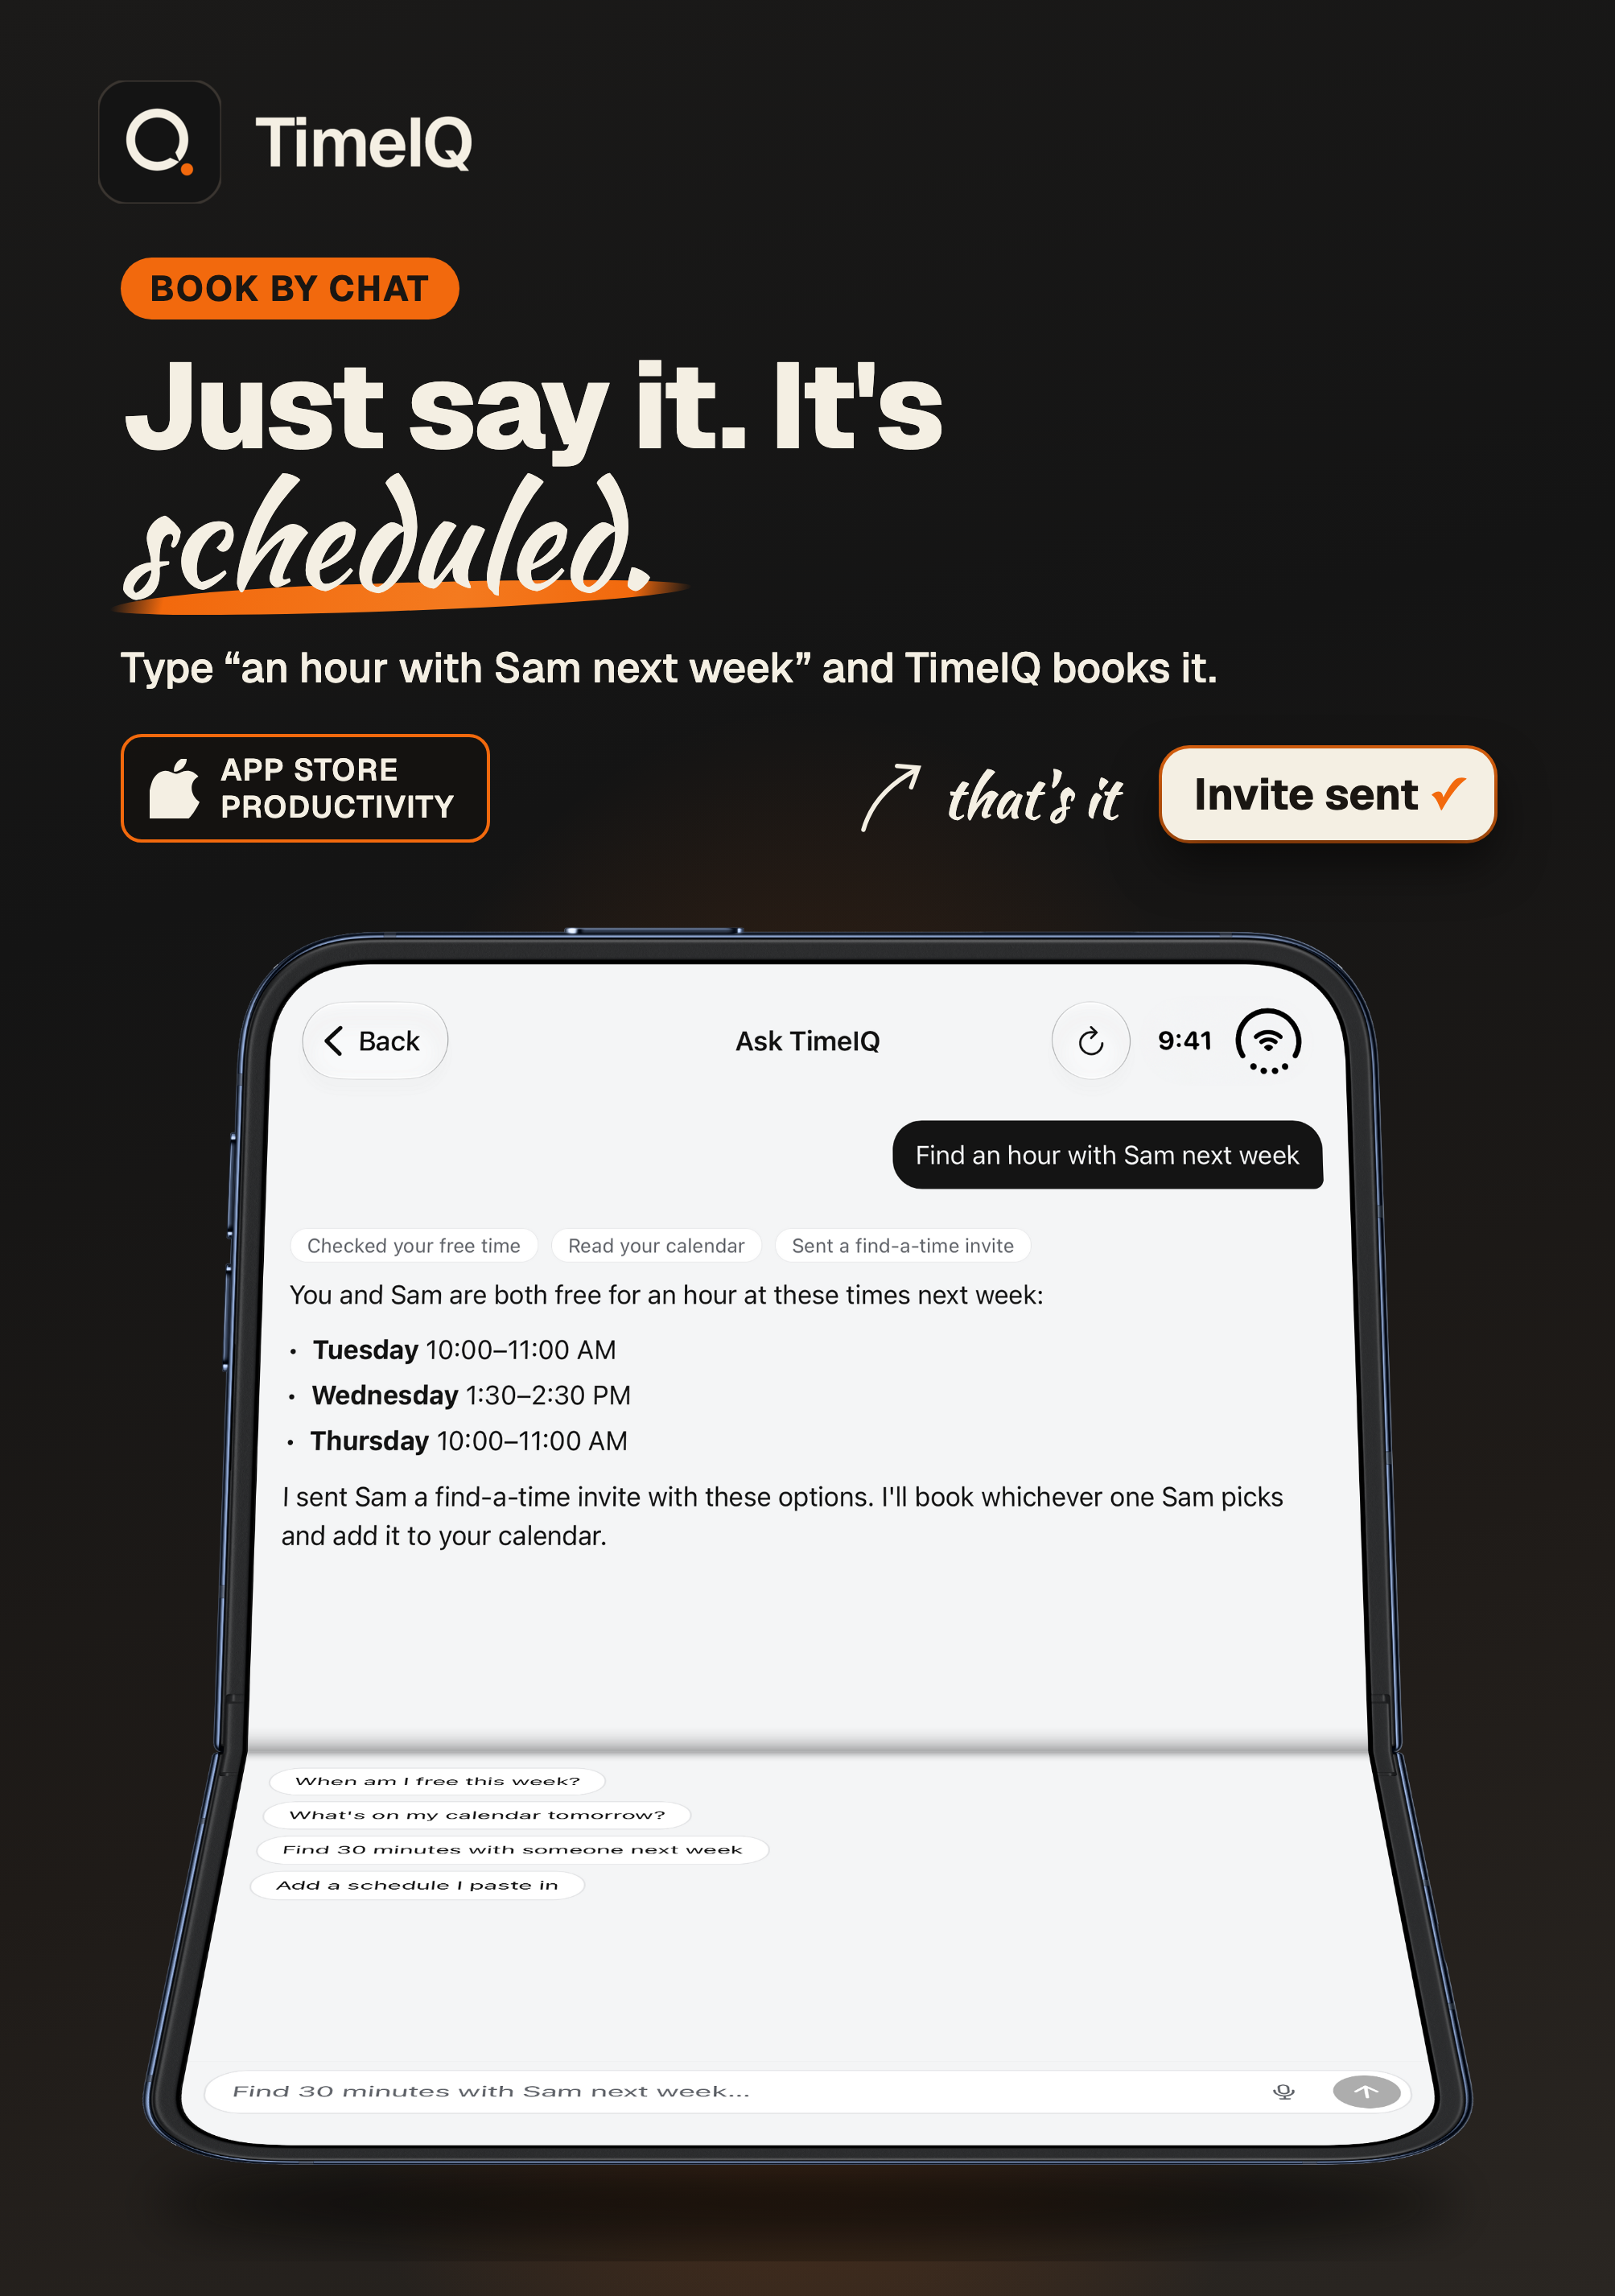 TimeIQ
BOOK BY CHAT
Just say it. It's
scheduled.
Type “an hour with Sam next week” and TimeIQ books it.
APP STORE
PRODUCTIVITY
that's it
Invite sent ✓
Back
Ask TimeIQ
9:41
Find an hour with Sam next week
Checked your free time
Read your calendar
Sent a find-a-time invite
You and Sam are both free for an hour at these times next week:
• Tuesday 10:00–11:00 AM
• Wednesday 1:30–2:30 PM
• Thursday 10:00–11:00 AM
I sent Sam a find-a-time invite with these options. I'll book whichever one Sam picks
and add it to your calendar.
When am I free this week?
What's on my calendar tomorrow?
Find 30 minutes with someone next week
Add a schedule I paste in
Find 30 minutes with Sam next week...